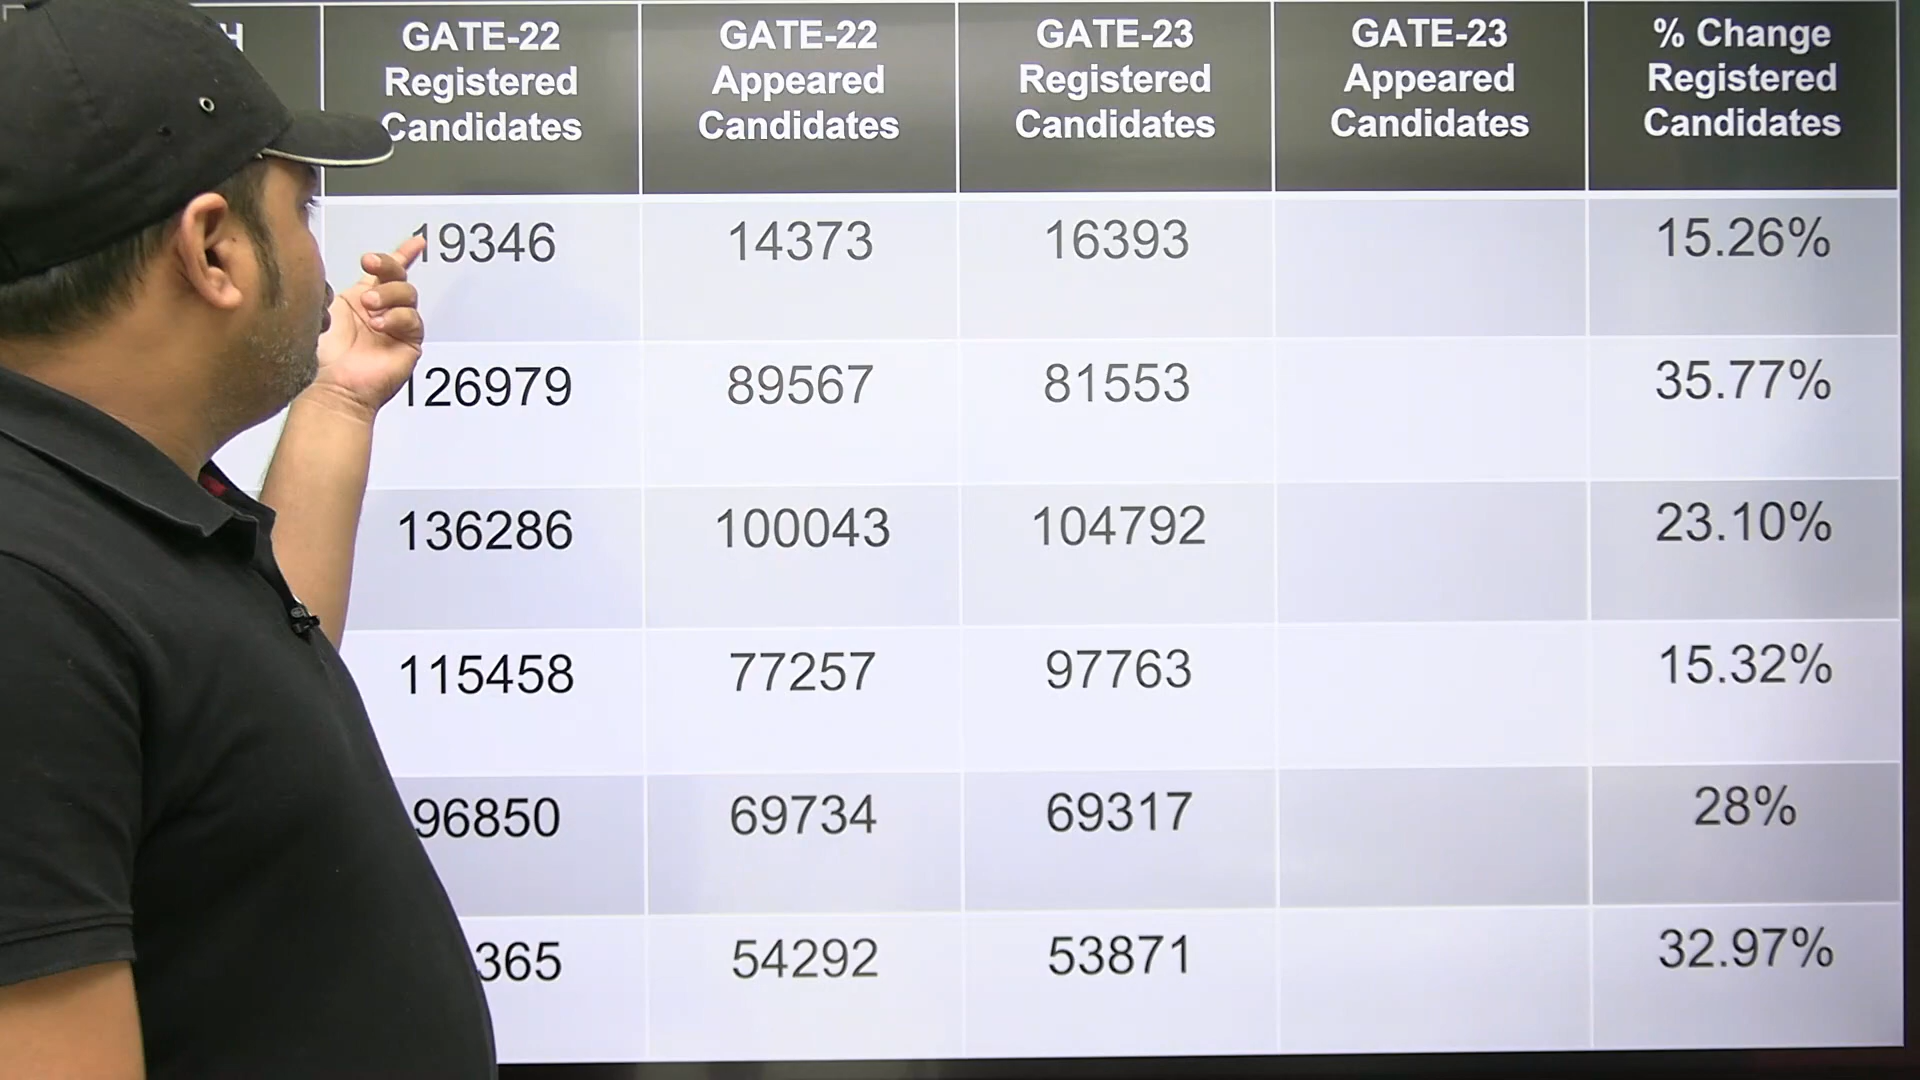 GATE-22
Registered
Candidates
GATE-22
Appeared
Candidates
GATE-23
Registered
Candidates
GATE-23
Appeared
Candidates
% Change
Registered
Candidates
19346 14373 16393 15.26%
126979 89567 81553 35.77%
136286 100043 104792 23.10%
115458 77257 97763 15.32%
96850 69734 69317 28%
365 54292 53871 32.97%